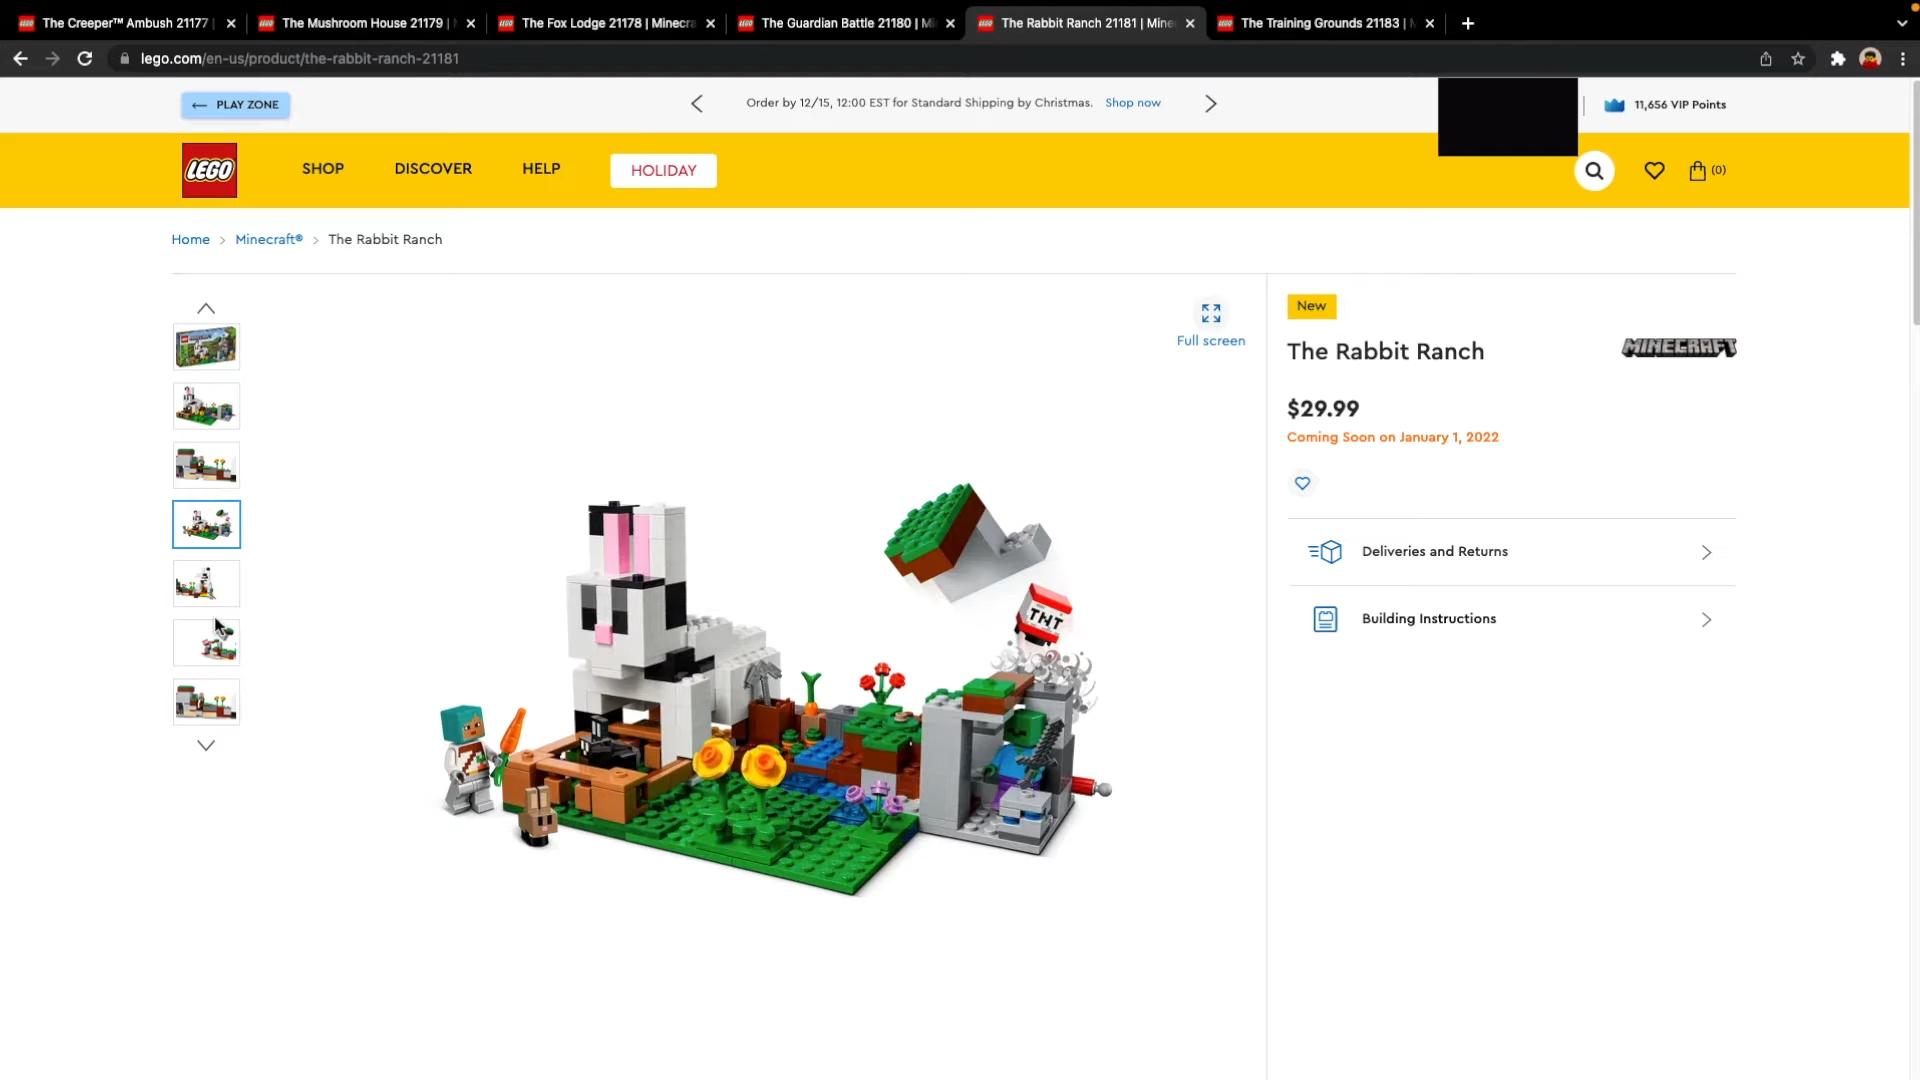 The Creeper™ Ambush 21177 |
The Mushroom House 21179 |
The Fox Lodge 21178 | Minecra
The Guardian Battle 21180 | Mi
The Rabbit Ranch 21181 | Mine
The Training Grounds 21183 |
lego.com/en-us/product/the-rabbit-ranch-21181
PLAY ZONE
Order by 12/15, 12:00 EST for Standard Shipping by Christmas. Shop now
11,656 VIP Points
LEGO
SHOP
DISCOVER
HELP
HOLIDAY
(0)
Home > Minecraft® > The Rabbit Ranch
Full screen
New
The Rabbit Ranch
MINECRAFT
$29.99
Coming Soon on January 1, 2022
Deliveries and Returns
Building Instructions
TNT